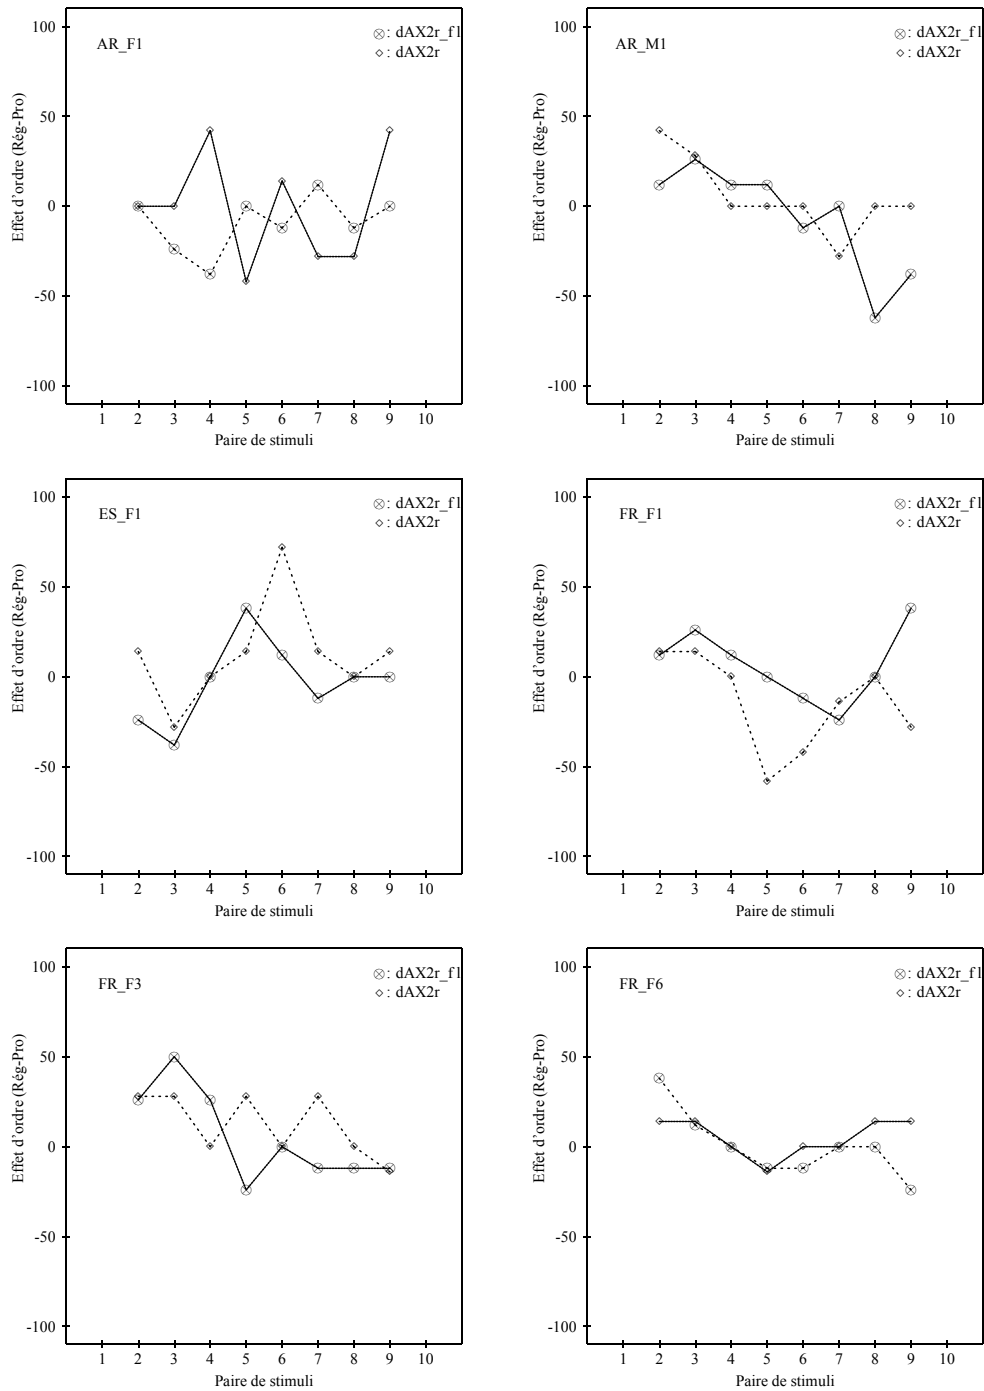 100
50
0
-50
-100
Effet d'ordre (Rég-Pro)
AR_F1
: dAX2r_f1
: dAX2r
1 2 3 4 5 6 7 8 9 10
Paire de stimuli
100
50
0
-50
-100
Effet d'ordre (Rég-Pro)
AR_M1
: dAX2r_f1
: dAX2r
1 2 3 4 5 6 7 8 9 10
Paire de stimuli
100
50
0
-50
-100
Effet d'ordre (Rég-Pro)
ES_F1
: dAX2r_f1
: dAX2r
1 2 3 4 5 6 7 8 9 10
Paire de stimuli
100
50
0
-50
-100
Effet d'ordre (Rég-Pro)
FR_F1
: dAX2r_f1
: dAX2r
1 2 3 4 5 6 7 8 9 10
Paire de stimuli
100
50
0
-50
-100
Effet d'ordre (Rég-Pro)
FR_F3
: dAX2r_f1
: dAX2r
1 2 3 4 5 6 7 8 9 10
Paire de stimuli
100
50
0
-50
-100
Effet d'ordre (Rég-Pro)
FR_F6
: dAX2r_f1
: dAX2r
1 2 3 4 5 6 7 8 9 10
Paire de stimuli